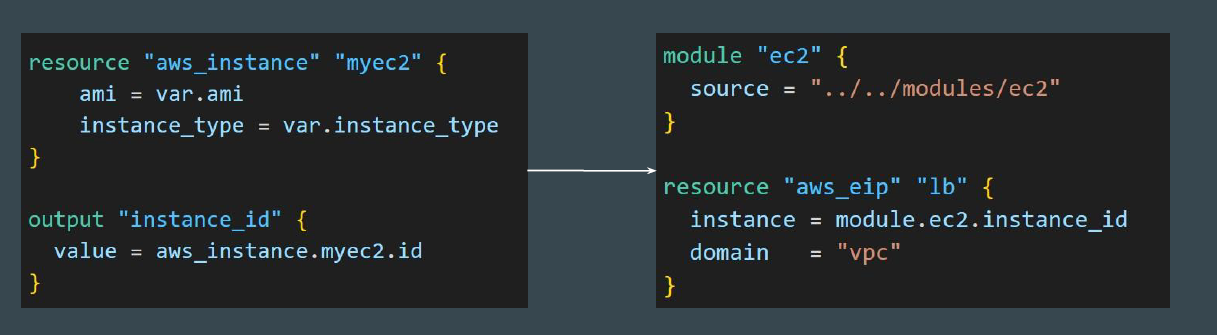 resource "aws_instance" "myec2" {
    ami = var.ami
    instance_type = var.instance_type
}

output "instance_id" {
  value = aws_instance.myec2.id
}

module "ec2" {
  source = "../../modules/ec2"
}

resource "aws_eip" "lb" {
  instance = module.ec2.instance_id
  domain   = "vpc"
}